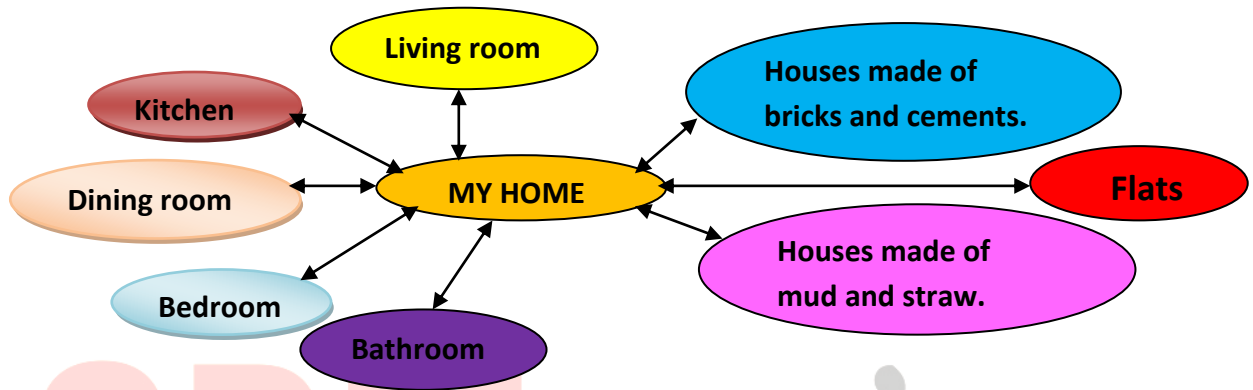 Living room
Houses made of
bricks and cements.
Kitchen
Dining room
MY HOME
Flats
Houses made of
mud and straw.
Bedroom
Bathroom